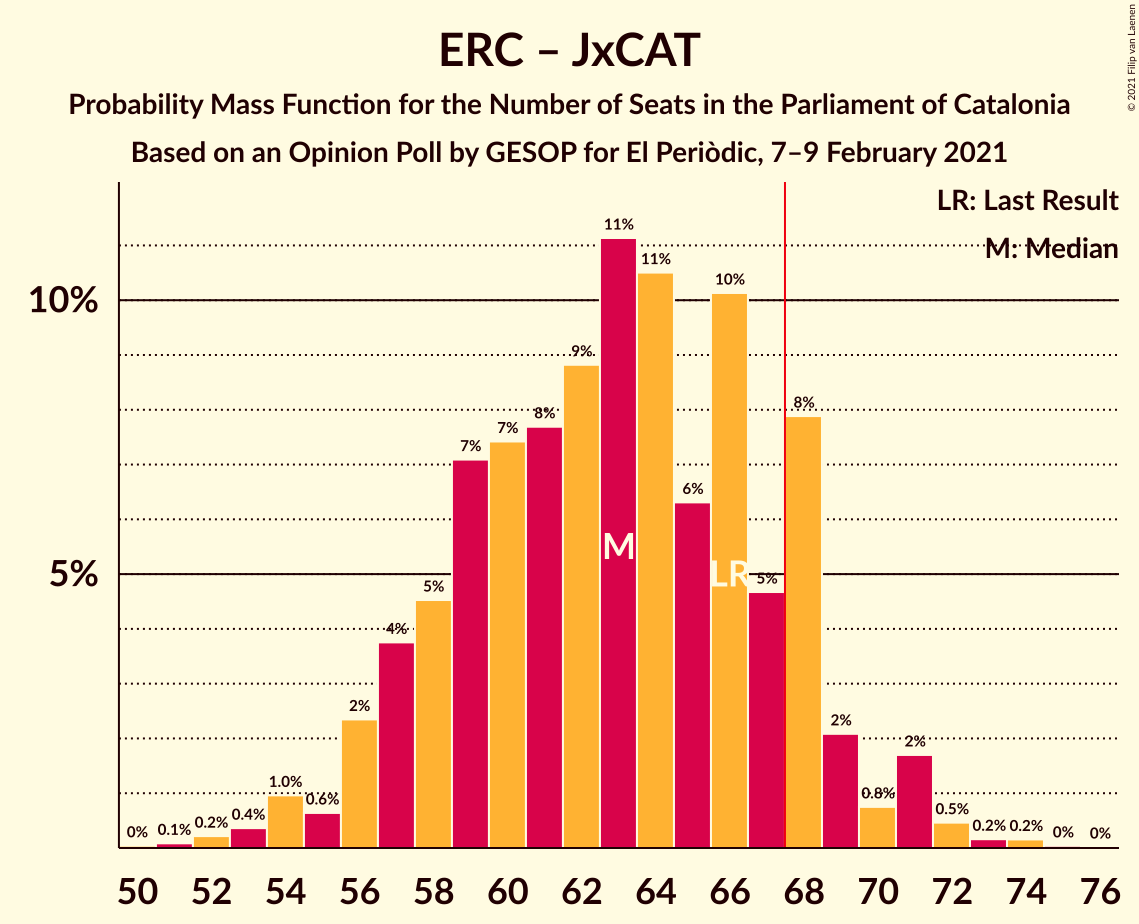 ERC – JxCAT
Probability Mass Function for the Number of Seats in the Parliament of Catalonia
Based on an Opinion Poll by GESOP for El Periòdic, 7–9 February 2021
© 2021 Filip van Laenen
LR: Last Result
M: Median
10%
5%
0% 0.1% 0.2% 0.4% 1.0% 0.6% 2% 4% 5% 7% 7% 8% 9% 11% 11% 6% 10% 5% 8% 2% 0.8% 2% 0.5% 0.2% 0.2% 0% 0%
M
LR
50 52 54 56 58 60 62 64 66 68 70 72 74 76